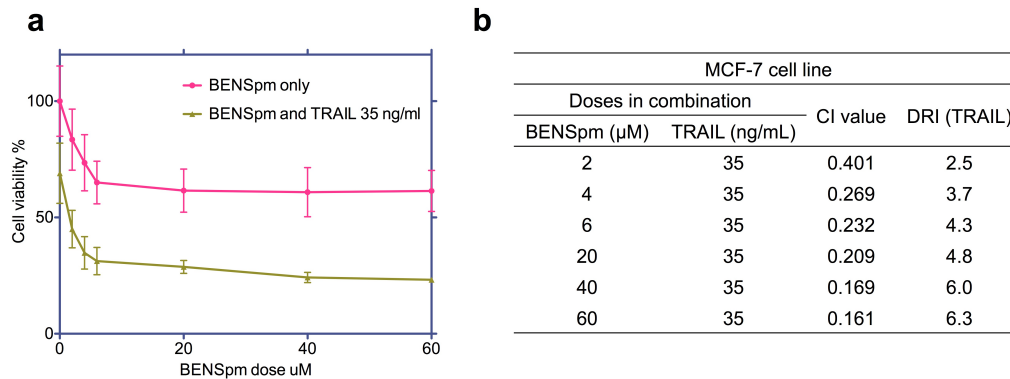 a
Cell viability %
100
50
0
0 20 40 60
BENSpm dose uM
BENSpm only
BENSpm and TRAIL 35 ng/ml
b
MCF-7 cell line
Doses in combination CI value DRI (TRAIL)
BENSpm (µM) TRAIL (ng/mL)
2 35 0.401 2.5
4 35 0.269 3.7
6 35 0.232 4.3
20 35 0.209 4.8
40 35 0.169 6.0
60 35 0.161 6.3